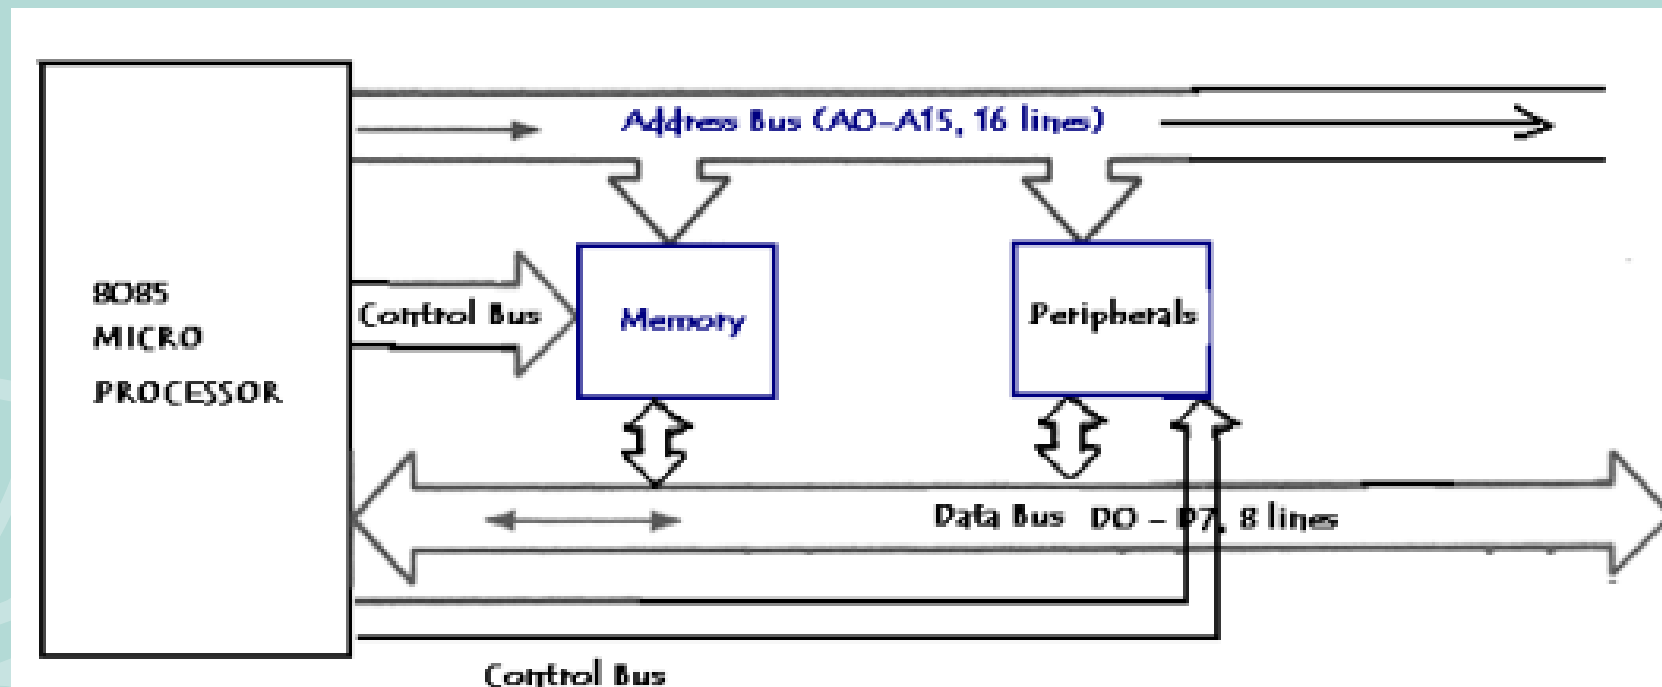 Address Bus (A0-A15, 16 lines)
8085
MICRO
PROCESSOR
Control Bus
Memory
Peripherals
Data Bus D0 - D7, 8 lines
Control Bus